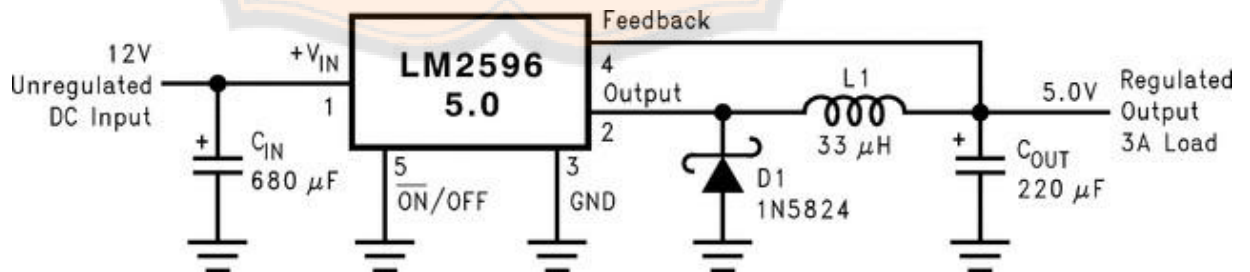 12V
Unregulated
DC Input
+VIN
1
CIN
680 μF
+
LM2596
5.0
5
ON/OFF
3
GND
Feedback
4
Output
2
D1
1N5824
L1
33 μH
5.0V
+
COUT
220 μF
Regulated
Output
3A Load